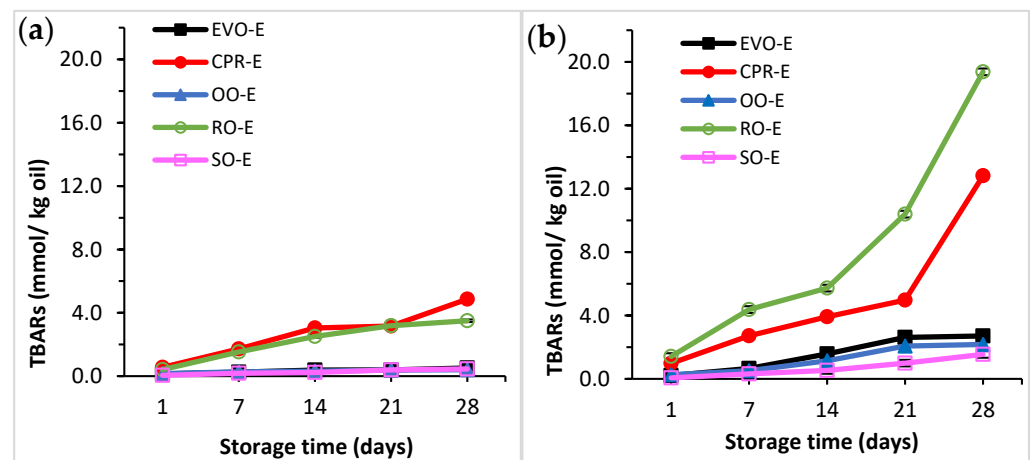 (a)
EVO-E
CPR-E
OO-E
RO-E
SO-E
TBARs (mmol/ kg oil)
20.0
16.0
12.0
8.0
4.0
0.0
1 7 14 21 28
Storage time (days)
(b)
EVO-E
CPR-E
OO-E
RO-E
SO-E
TBARs (mmol/ kg oil)
20.0
16.0
12.0
8.0
4.0
0.0
1 7 14 21 28
Storage time (days)